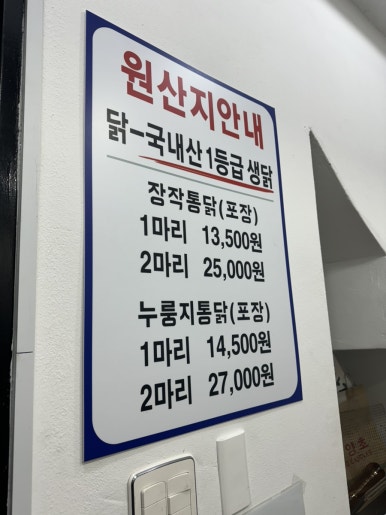 원산지안내
닭-국내산 1등급 생닭
장작통닭(포장)
1마리 13,500원
2마리 25,000원
누룽지통닭(포장)
1마리 14,500원
2마리 27,000원